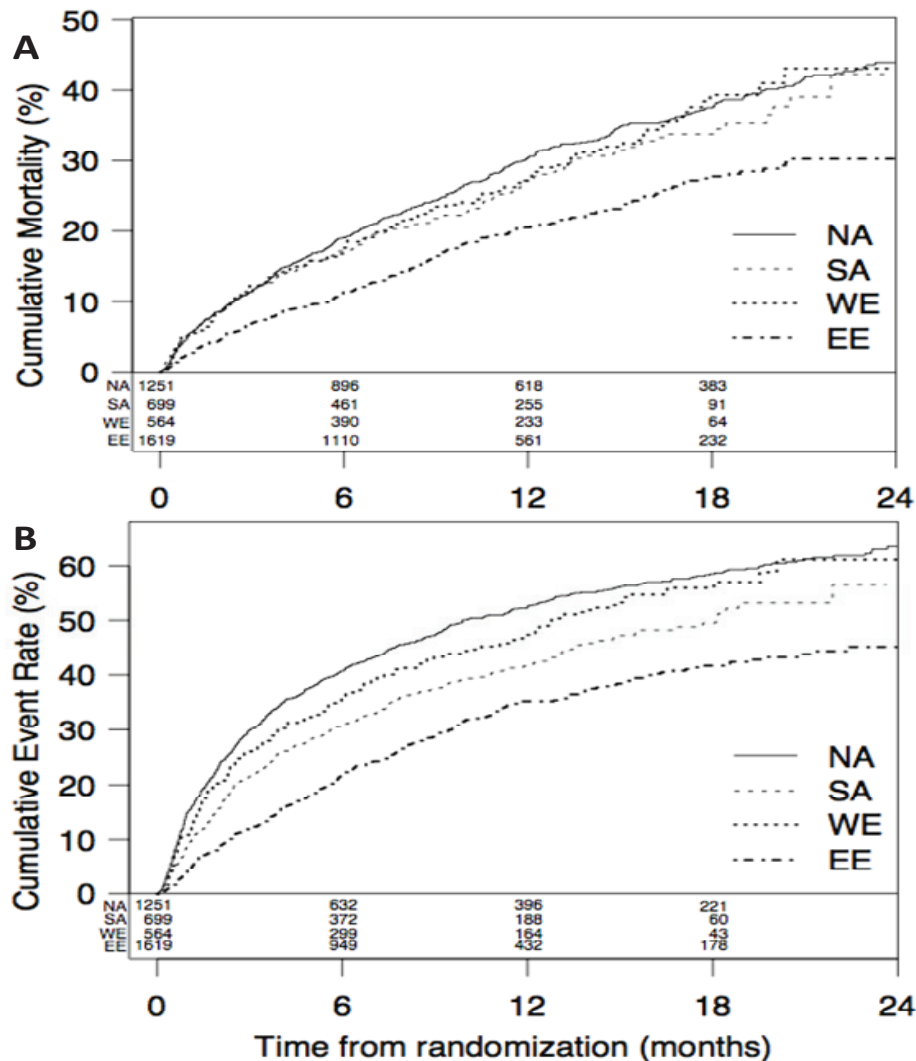 A
Cumulative Mortality (%)
50
40
30
20
10
0
NA
SA
WE
EE
NA 1251 896 618 383
SA 699 461 255 91
WE 564 390 233 64
EE 1619 1110 561 232
0 6 12 18 24
B
Cumulative Event Rate (%)
60
50
40
30
20
10
0
NA
SA
WE
EE
NA 1251 632 396 221
SA 699 372 188 60
WE 564 299 164 43
EE 1619 949 432 178
0 6 12 18 24
Time from randomization (months)